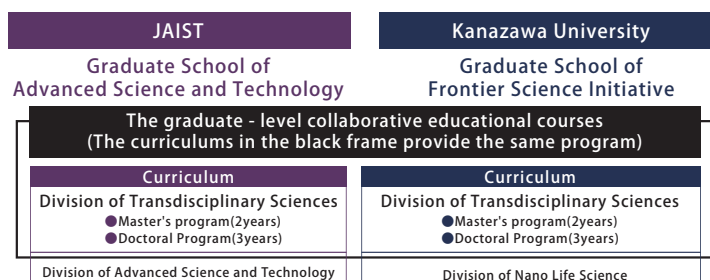 JAIST
Kanazawa University
Graduate School of
Advanced Science and Technology
Graduate School of
Frontier Science Initiative
The graduate - level collaborative educational courses
(The curriculums in the black frame provide the same program)
Curriculum
Division of Transdisciplinary Sciences
●Master's program(2years)
●Doctoral Program(3years)
Division of Advanced Science and Technology
Curriculum
Division of Transdisciplinary Sciences
●Master's program(2years)
●Doctoral Program(3years)
Division of Nano Life Science